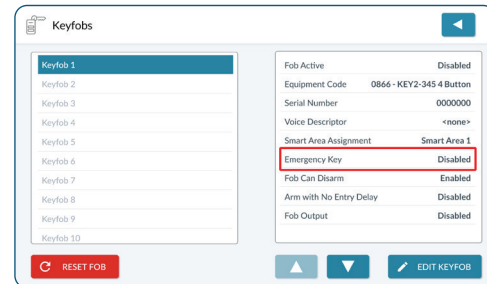 Keyfobs
Keyfob 1
Keyfob 2
Keyfob 3
Keyfob 4
Keyfob 5
Keyfob 6
Keyfob 7
Keyfob 8
Keyfob 9
Keyfob 10
Fob Active Disabled
Equipment Code 0866 - KEY2-345 4 Button
Serial Number 0000000
Voice Descriptor <none>
Smart Area Assignment Smart Area 1
Emergency Key Disabled
Fob Can Disarm Enabled
Arm with No Entry Delay Disabled
Fob Output Disabled
RESET FOB
EDIT KEYFOB